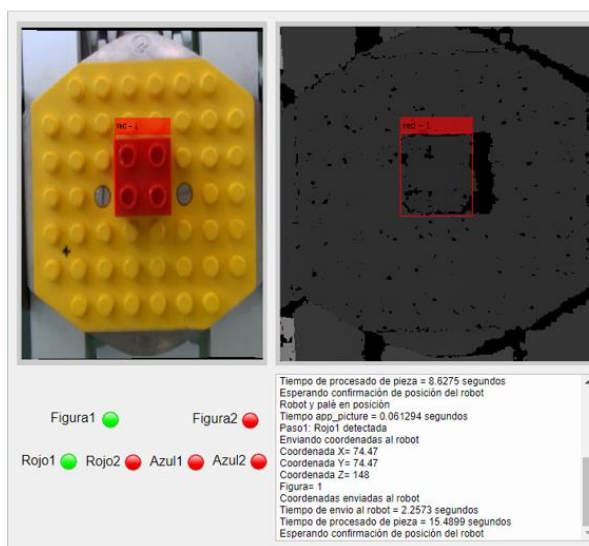 red - 1
red - 1
Figura1
Figura2
Rojo1
Rojo2
Azul1
Azul2
Tiempo de procesado de pieza = 8.6275 segundos
Esperando confirmación de posición del robot
Robot y palè en posición
Tiempo app_picture = 0.061294 segundos
Paso1: Rojo1 detectada
Enviando coordenadas al robot
Coordenada X= 74.47
Coordenada Y= 74.47
Coordenada Z= 148
Figura= 1
Coordenadas enviadas al robot
Tiempo de envio al robot = 2.2573 segundos
Tiempo de procesado de pieza = 15.4899 segundos
Esperando confirmación de posición del robot